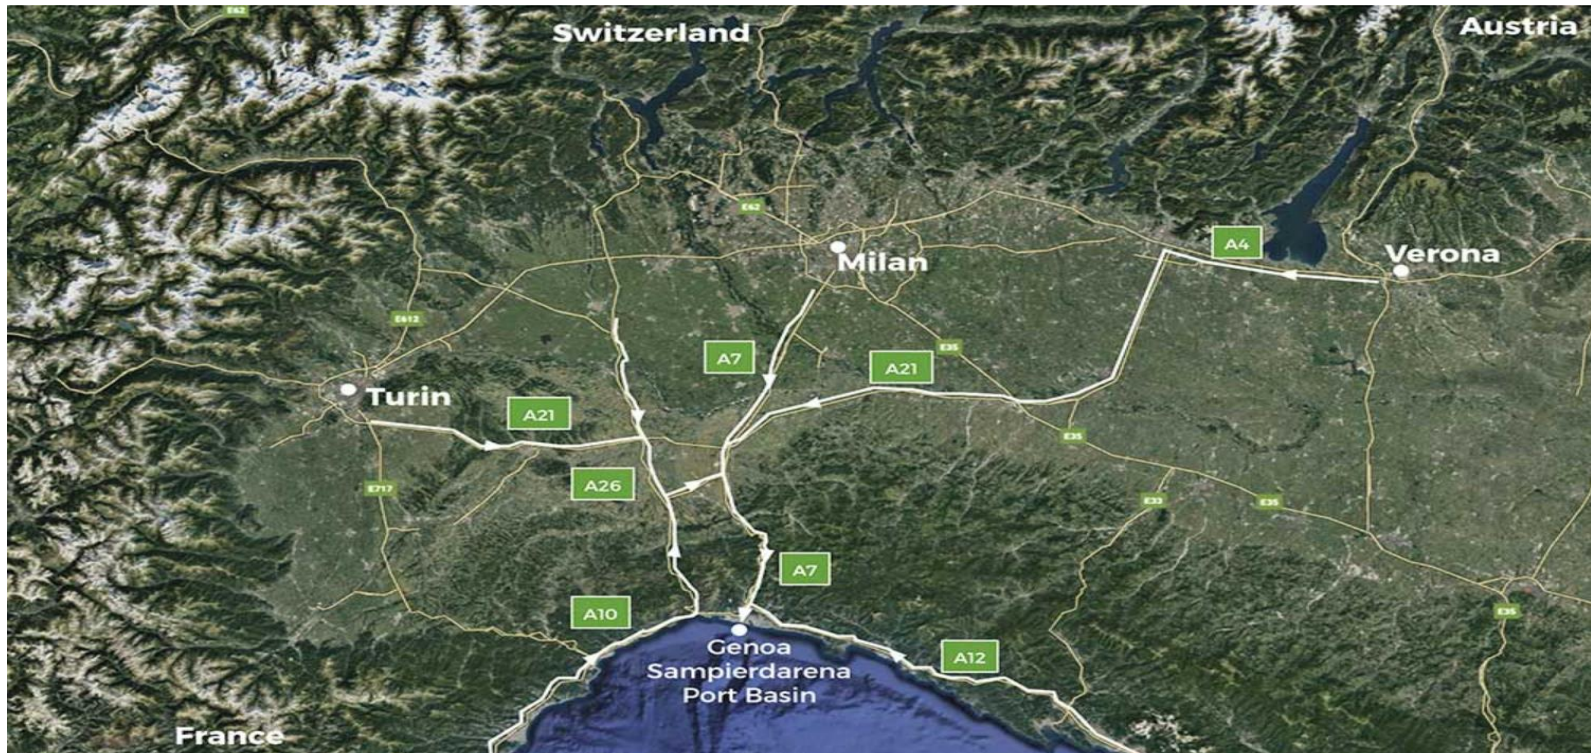 E62
Switzerland
Austria
E62
A4
Milan
Verona
E612
A7
E35
A21
Turin
A21
E35
A26
E717
E33
E35
A7
A10
E35
Genoa
Sampierdarena
Port Basin
A12
France